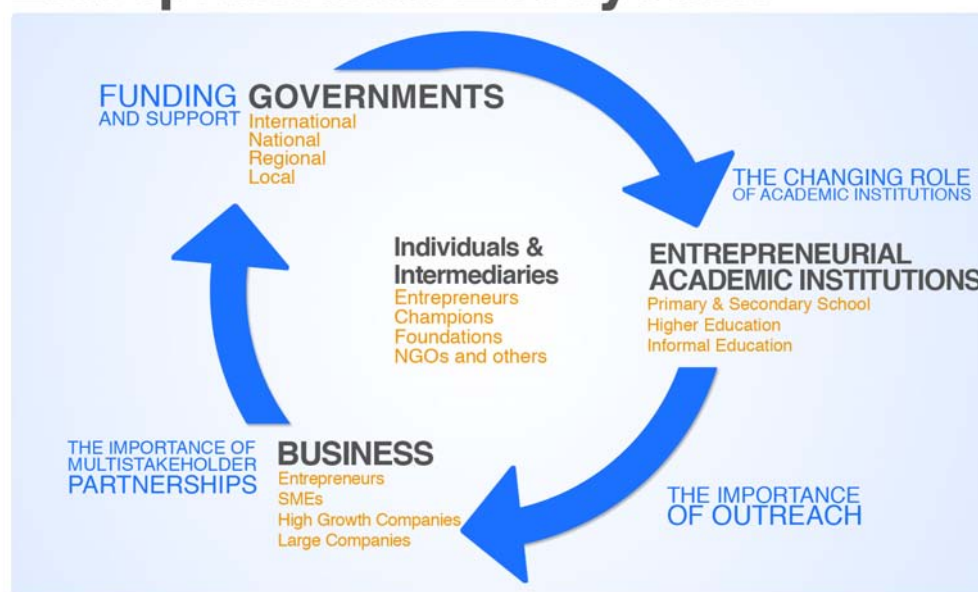 FUNDING
AND SUPPORT
GOVERNMENTS
International
National
Regional
Local
THE CHANGING ROLE
OF ACADEMIC INSTITUTIONS
Individuals &
Intermediaries
Entrepreneurs
Champions
Foundations
NGOs and others
ENTREPRENEURIAL
ACADEMIC INSTITUTIONS
Primary & Secondary School
Higher Education
Informal Education
THE IMPORTANCE OF
MULTISTAKEHOLDER
PARTNERSHIPS
BUSINESS
Entrepreneurs
SMEs
High Growth Companies
Large Companies
THE IMPORTANCE
OF OUTREACH